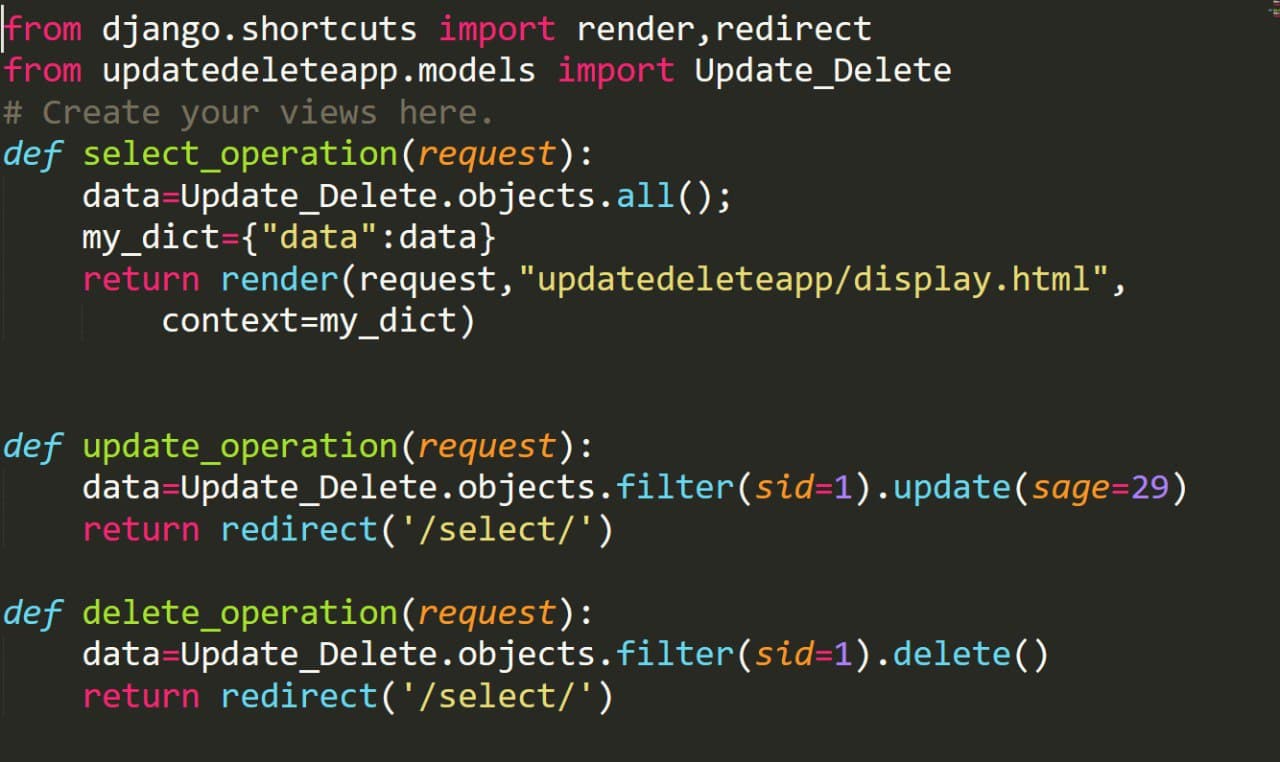 from django.shortcuts import render,redirect
from updatedeleteapp.models import Update_Delete
# Create your views here.
def select_operation(request):
    data=Update_Delete.objects.all();
    my_dict={"data":data}
    return render(request,"updatedeleteapp/display.html",
        context=my_dict)
def update_operation(request):
    data=Update_Delete.objects.filter(sid=1).update(sage=29)
    return redirect('/select/')
def delete_operation(request):
    data=Update_Delete.objects.filter(sid=1).delete()
    return redirect('/select/')